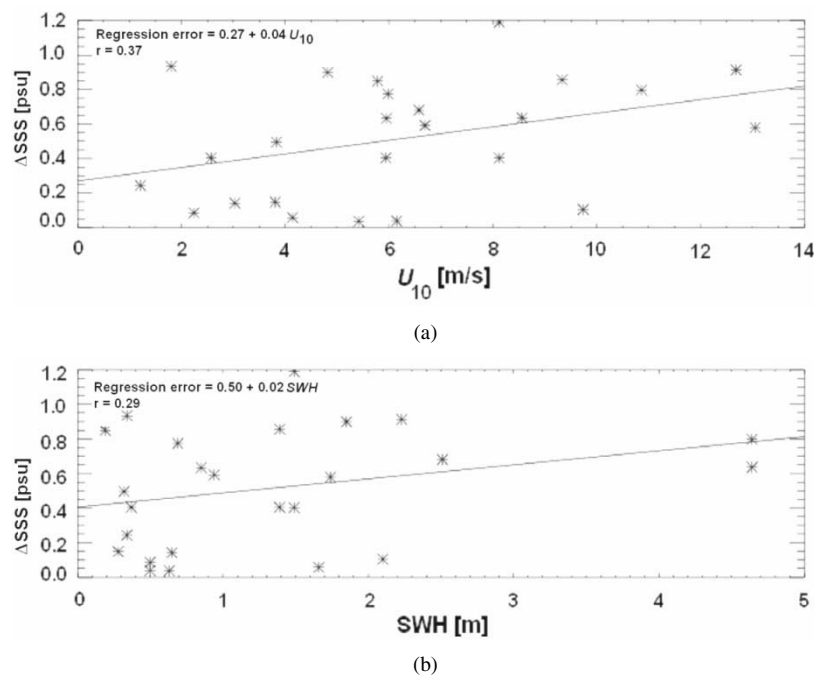 Regression error = 0.27 + 0.04 U10
r = 0.37
ΔSSS [psu]
1.2
1.0
0.8
0.6
0.4
0.2
0.0
0 2 4 6 8 10 12 14
U10 [m/s]
(a)
Regression error = 0.50 + 0.02 SWH
r = 0.29
ΔSSS [psu]
1.2
1.0
0.8
0.6
0.4
0.2
0.0
0 1 2 3 4 5
SWH [m]
(b)